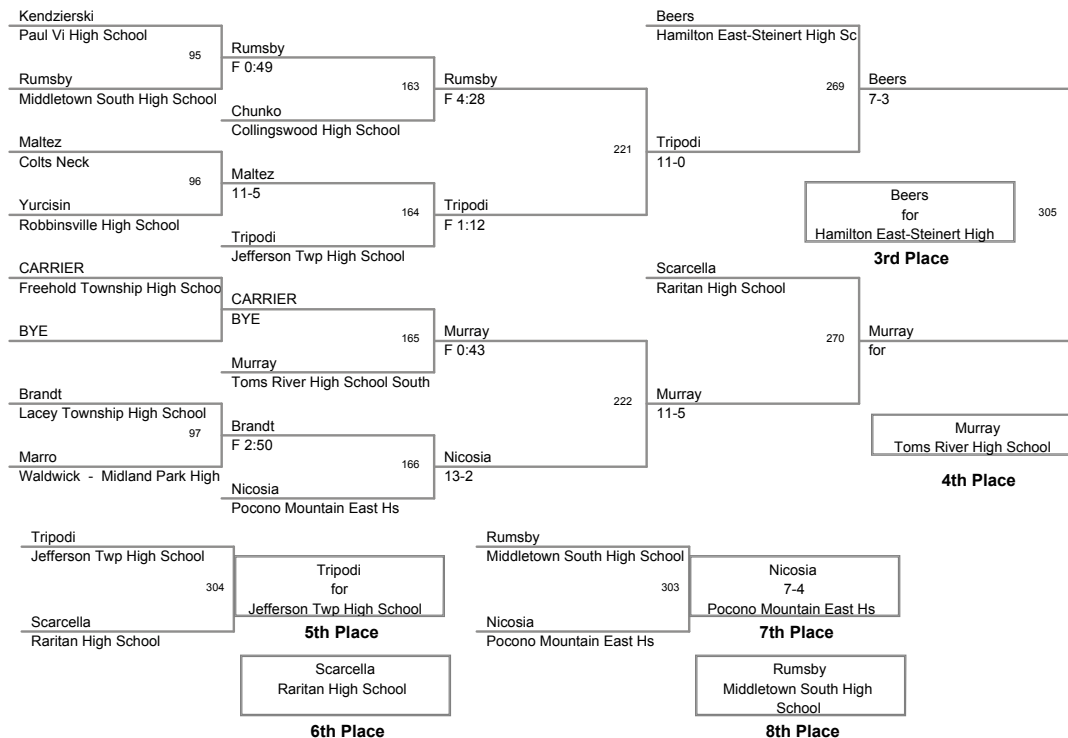 Kendzierski
Paul Vi High School
95
Rumsby
Middletown South High School
Rumsby
F 0:49
163
Chunko
Collingswood High School
Rumsby
F 4:28
Maltez
Colts Neck
96
Yurcisin
Robbinsville High School
Maltez
11-5
164
Tripodi
Jefferson Twp High School
Tripodi
F 1:12
221
Tripodi
11-0
Beers
Hamilton East-Steinert High Sc
269
Beers
7-3
Beers
for
Hamilton East-Steinert High
305
3rd Place
CARRIER
Freehold Township High Schoo
BYE
CARRIER
BYE
165
Murray
Toms River High School South
Murray
F 0:43
Brandt
Lacey Township High School
97
Marro
Waldwick - Midland Park High
Brandt
F 2:50
166
Nicosia
Pocono Mountain East Hs
Nicosia
13-2
222
Murray
11-5
Scarcella
Raritan High School
270
Murray
for
Murray
Toms River High School
4th Place
Tripodi
Jefferson Twp High School
304
Scarcella
Raritan High School
Tripodi
for
Jefferson Twp High School
5th Place
Scarcella
Raritan High School
6th Place
Rumsby
Middletown South High School
303
Nicosia
Pocono Mountain East Hs
Nicosia
7-4
Pocono Mountain East Hs
7th Place
Rumsby
Middletown South High
School
8th Place